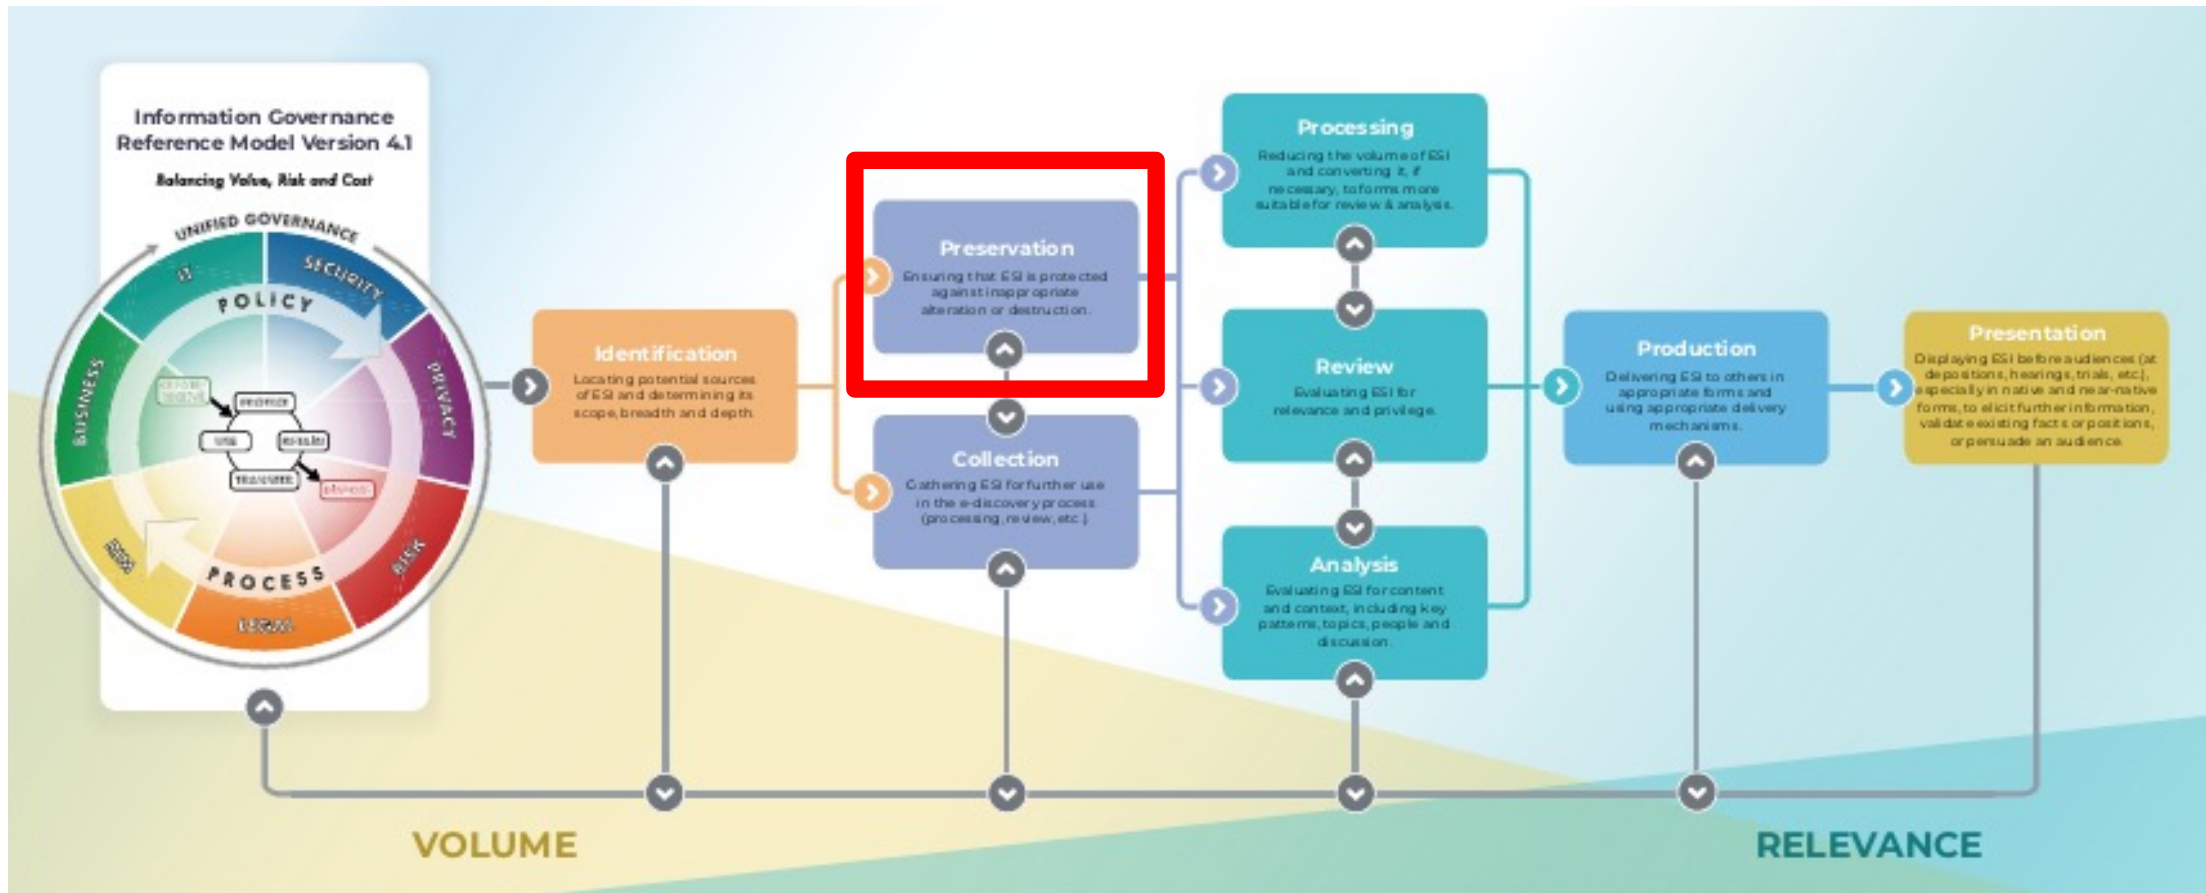 Information Governance
Reference Model Version 4.1
Balancing Value, Risk and Cost
UNIFIED GOVERNANCE
IT
SECURITY
PRIVACY
RISK
LEGAL
RIM
BUSINESS
POLICY
PROCESS
USE
TRANSFER
Identification
Locating potential sources
of ESI and determining its
scope, breadth and depth.
Preservation
Ensuring that ESI is protected
against inappropriate
alteration or destruction.
Collection
Gathering ESI for further use
in the e-discovery process
(processing, review, etc.).
Processing
Reducing the volume of ESI
and converting it, if
necessary, to forms more
suitable for review & analysis.
Review
Evaluating ESI for
relevance and privilege.
Analysis
Evaluating ESI for content
and context, including key
patterns, topics, people and
discussion.
Production
Delivering ESI to others in
appropriate forms and
using appropriate delivery
mechanisms.
Presentation
Displaying ESI before audiences (at
depositions, hearings, trials, etc.),
especially in native and near-native
forms, to elicit further information,
validate existing facts or positions,
or persuade an audience.
VOLUME
RELEVANCE